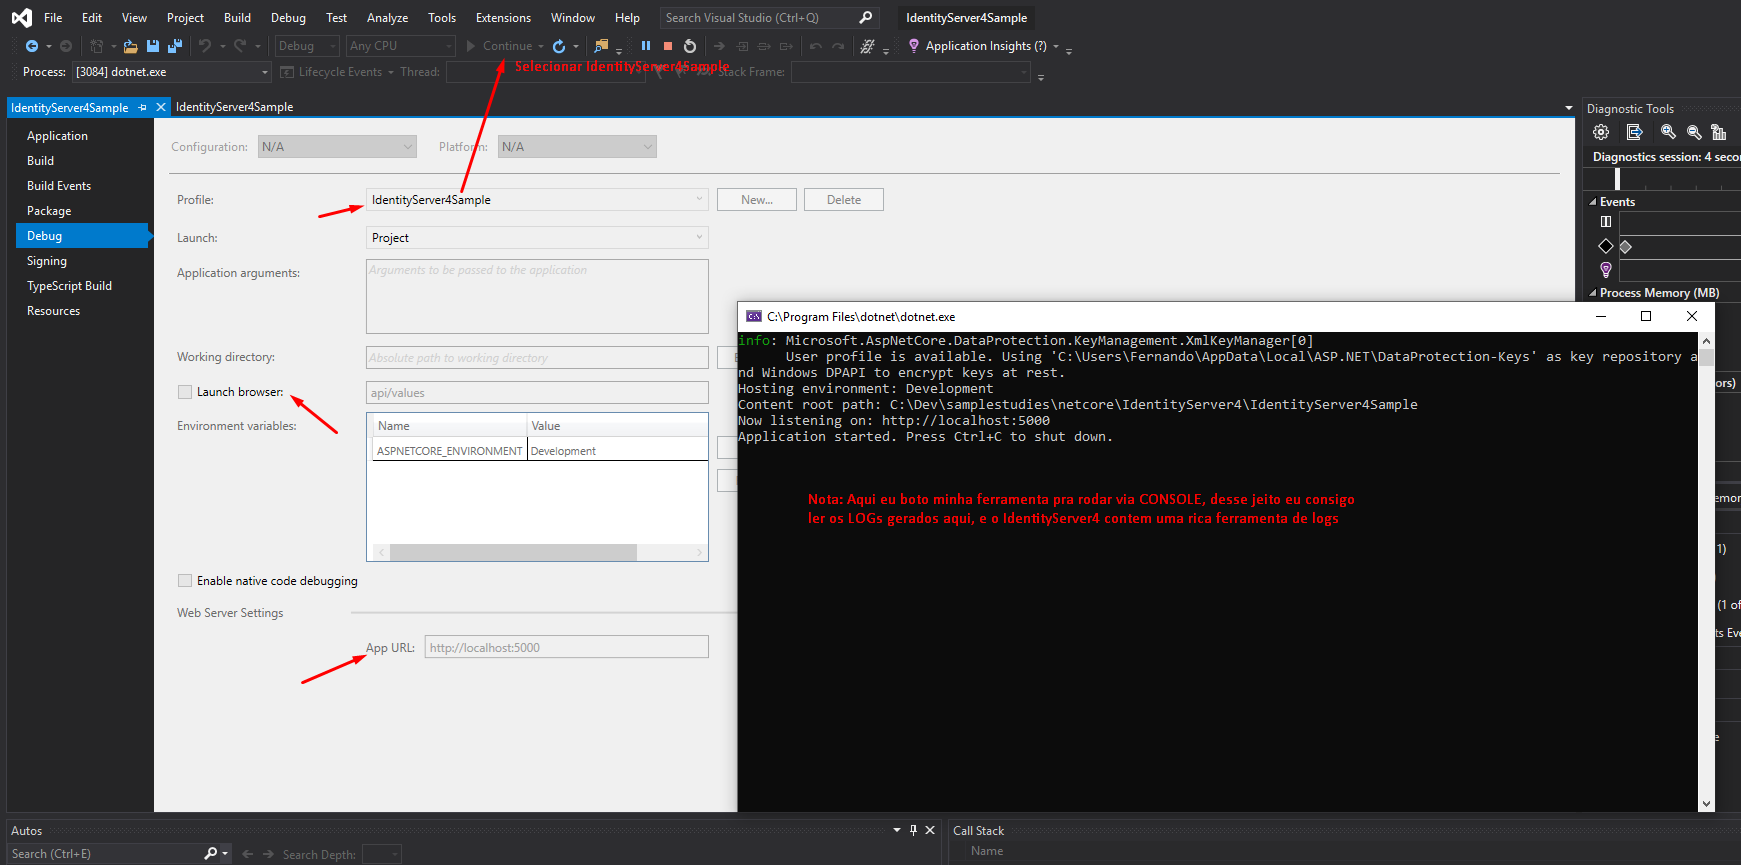 File Edit View Project Build Debug Test Analyze Tools Extensions Window Help Search Visual Studio (Ctrl+Q) IdentityServer4Sample
Debug Any CPU Continue Application Insights (?)
Process: [3084] dotnet.exe Lifecycle Events Thread: Stack Frame:
Selecionar IdentityServer4Sample
IdentityServer4Sample IdentityServer4Sample
Application
Build
Build Events
Package
Debug
Signing
TypeScript Build
Resources
Configuration: N/A Platform: N/A
Profile: IdentityServer4Sample New... Delete
Launch: Project
Application arguments: Arguments to be passed to the application
Working directory: Absolute path to working directory
Launch browser: api/values
Environment variables: Name Value
ASPNETCORE_ENVIRONMENT Development
Enable native code debugging
Web Server Settings
App URL: http://localhost:5000
Diagnostic Tools
Diagnostics session: 4 seco
Events
Process Memory (MB)
ors)
emor
1)
(1 of
ts Eve
e
C:\Program Files\dotnet\dotnet.exe
info: Microsoft.AspNetCore.DataProtection.KeyManagement.XmlKeyManager[0]
User profile is available. Using 'C:\Users\Fernando\AppData\Local\ASP.NET\DataProtection-Keys' as key repository a
nd Windows DPAPI to encrypt keys at rest.
Hosting environment: Development
Content root path: C:\Dev\samplestudies\netcore\IdentityServer4\IdentityServer4Sample
Now listening on: http://localhost:5000
Application started. Press Ctrl+C to shut down.
Nota: Aqui eu boto minha ferramenta pra rodar via CONSOLE, desse jeito eu consigo
ler os LOGs gerados aqui, e o IdentityServer4 contem uma rica ferramenta de logs
Autos
Search (Ctrl+E) Search Depth:
Call Stack
Name